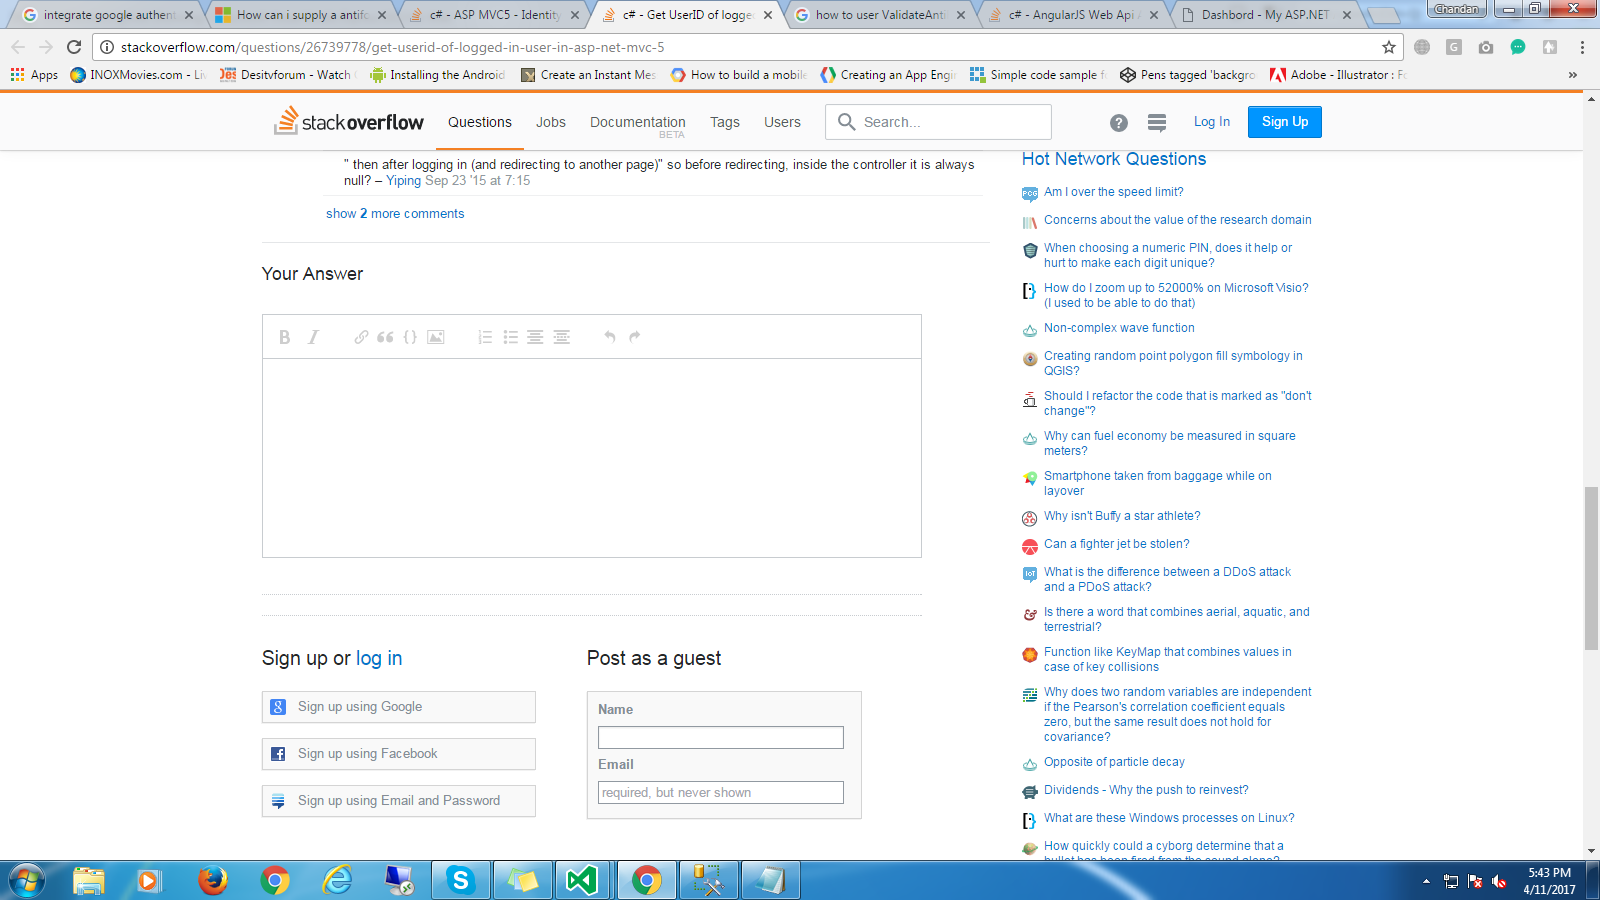 integrate google authent
How can i supply a antifo
c# - ASP MVC5 - Identity
c# - Get UserID of logge
how to user ValidateAnti
c# - AngularJS Web Api
Dashbord - My ASP.NET
Chandan
stackoverflow.com/questions/26739778/get-userid-of-logged-in-user-in-asp-net-mvc-5
Apps
INOXMovies.com - Liv
Desitvforum - Watch
Installing the Android
Create an Instant Mes
How to build a mobile
Creating an App Engi
Simple code sample f
Pens tagged 'backgro
Adobe - Illustrator : Fo
stackoverflow
Questions
Jobs
Documentation
BETA
Tags
Users
Search...
Log In
Sign Up
" then after logging in (and redirecting to another page)" so before redirecting, inside the controller it is always
null? – Yiping Sep 23 '15 at 7:15
show 2 more comments
Your Answer
Sign up or log in
Sign up using Google
Sign up using Facebook
Sign up using Email and Password
Post as a guest
Name
Email
required, but never shown
Hot Network Questions
Am I over the speed limit?
Concerns about the value of the research domain
When choosing a numeric PIN, does it help or
hurt to make each digit unique?
How do I zoom up to 52000% on Microsoft Visio?
(I used to be able to do that)
Non-complex wave function
Creating random point polygon fill symbology in
QGIS?
Should I refactor the code that is marked as "don't
change"?
Why can fuel economy be measured in square
meters?
Smartphone taken from baggage while on
layover
Why isn't Buffy a star athlete?
Can a fighter jet be stolen?
What is the difference between a DDoS attack
and a PDoS attack?
Is there a word that combines aerial, aquatic, and
terrestrial?
Function like KeyMap that combines values in
case of key collisions
Why does two random variables are independent
if the Pearson's correlation coefficient equals
zero, but the same result does not hold for
covariance?
Opposite of particle decay
Dividends - Why the push to reinvest?
What are these Windows processes on Linux?
How quickly could a cyborg determine that a
bullet has been fired from the sound alone?
5:43 PM
4/11/2017